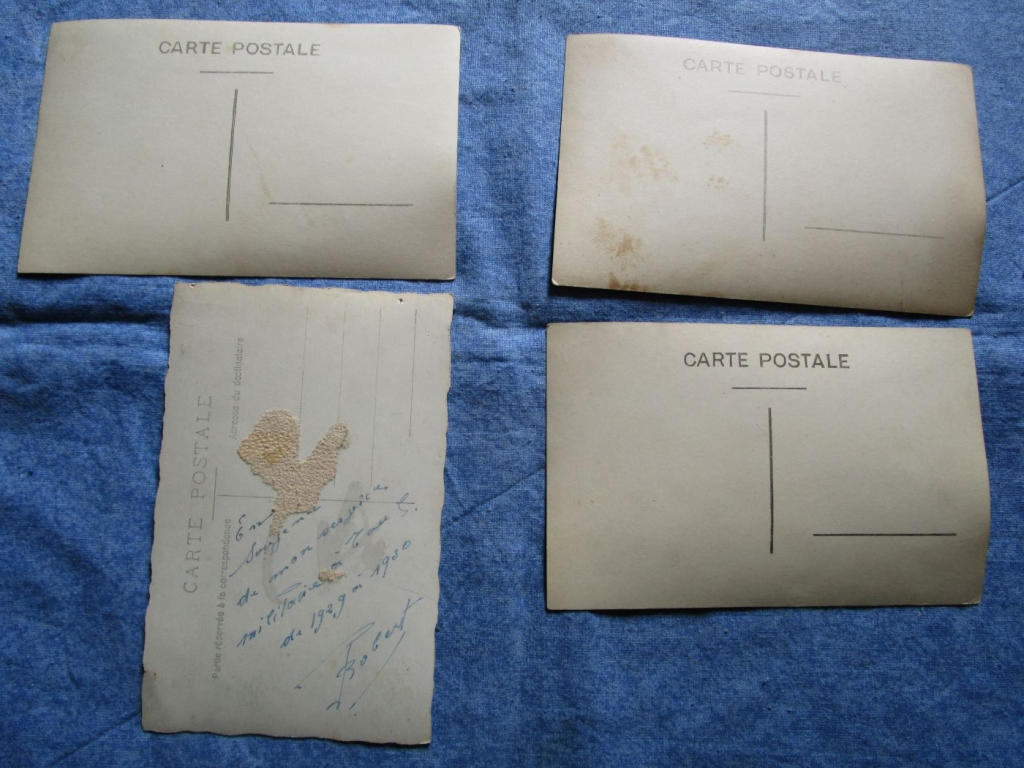 CARTE POSTALE
CARTE POSTALE
CARTE POSTALE
CARTE POSTALE
Partie réservée à la correspondance
Adresse du destinataire
En
de mon service
militaire à
de 1929 à 1930
Robert